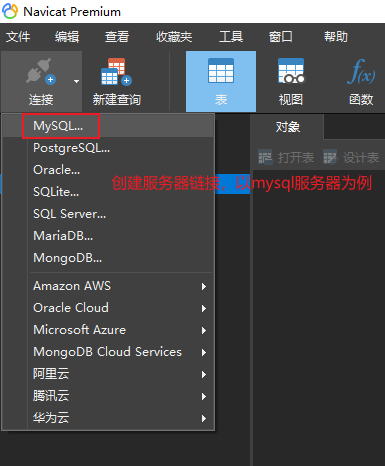 Navicat Premium
文件 编辑 查看 收藏夹 工具 窗口 帮助
连接 新建查询 表 视图 f(x) 函数
MySQL...
对象
PostgreSQL...
打开表 设计表
Oracle...
SQLite...
创建服务器链接，以mysql服务器为例
SQL Server...
MariaDB...
MongoDB...
Amazon AWS
Oracle Cloud
Microsoft Azure
MongoDB Cloud Services
阿里云
腾讯云
华为云